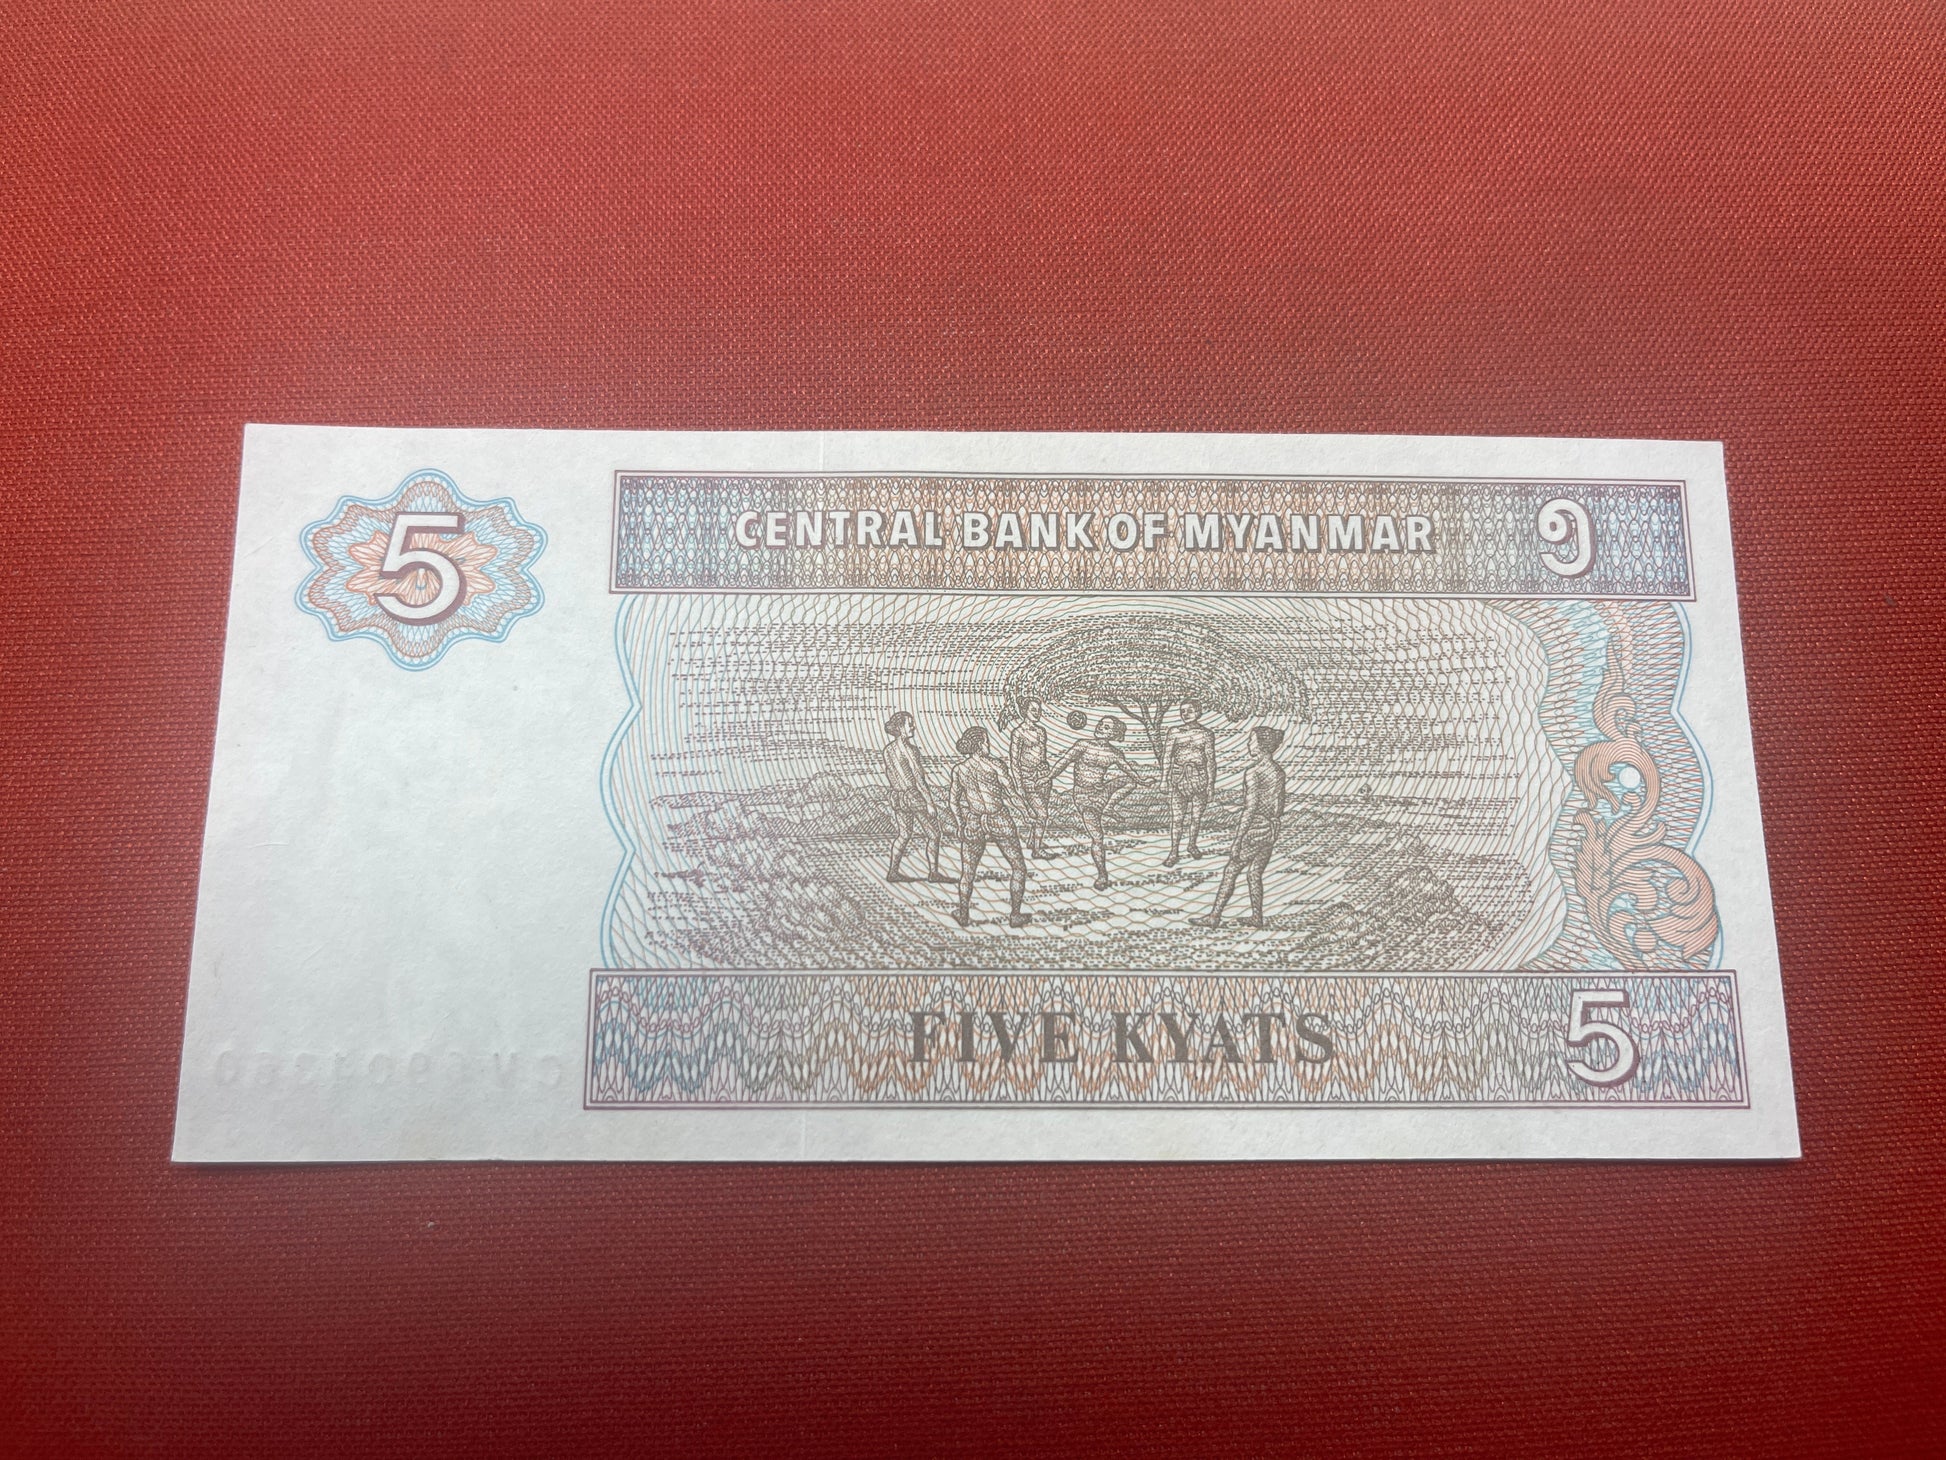 5
CENTRAL BANK OF MYANMAR ၅
FIVE KYATS 5